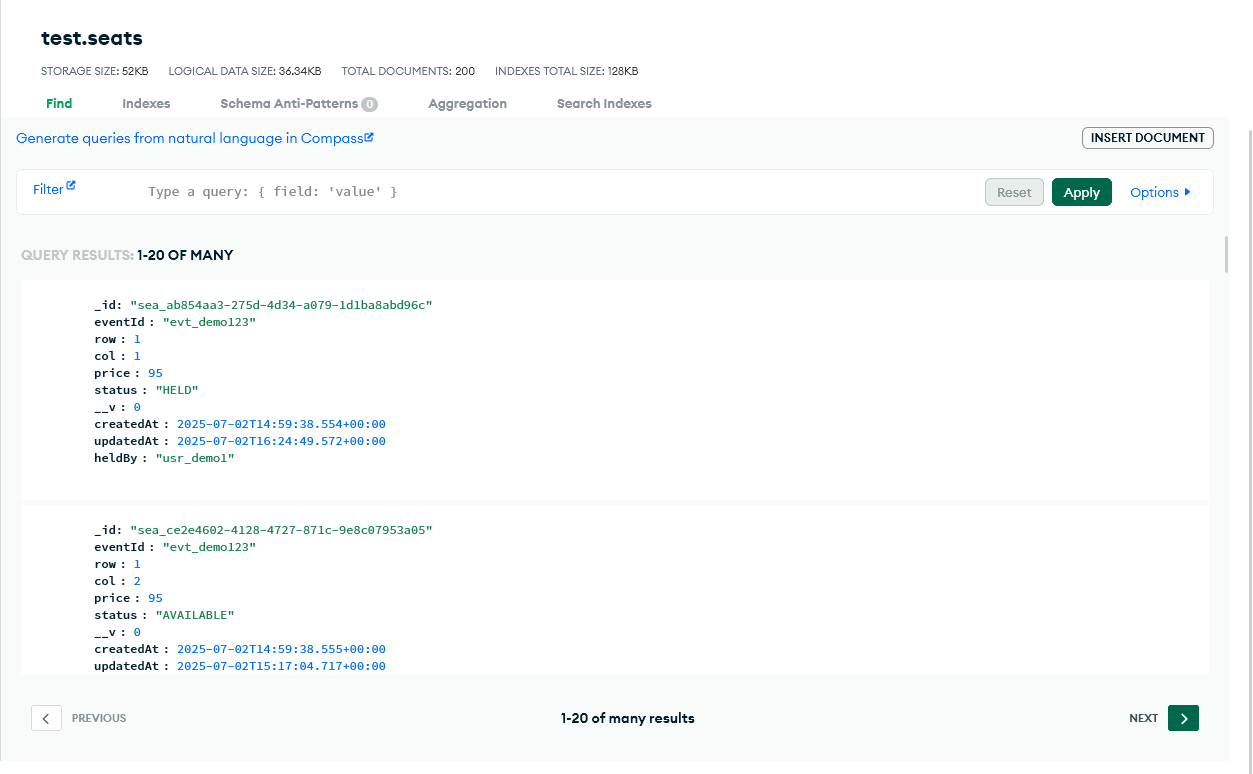 test.seats
STORAGE SIZE: 52KB LOGICAL DATA SIZE: 36.34KB TOTAL DOCUMENTS: 200 INDEXES TOTAL SIZE: 128KB
Find Indexes Schema Anti-Patterns 0 Aggregation Search Indexes
Generate queries from natural language in Compass INSERT DOCUMENT
Filter Type a query: { field: 'value' } Reset Apply Options
QUERY RESULTS: 1-20 OF MANY
_id: "sea_ab854aa3-275d-4d34-a079-1d1ba8abd96c"
eventId : "evt_demo123"
row : 1
col : 1
price : 95
status : "HELD"
__v : 0
createdAt : 2025-07-02T14:59:38.554+00:00
updatedAt : 2025-07-02T16:24:49.572+00:00
heldBy : "usr_demo1"
_id: "sea_ce2e4602-4128-4727-871c-9e8c07953a05"
eventId : "evt_demo123"
row : 1
col : 2
price : 95
status : "AVAILABLE"
__v : 0
createdAt : 2025-07-02T14:59:38.555+00:00
updatedAt : 2025-07-02T15:17:04.717+00:00
PREVIOUS 1-20 of many results NEXT